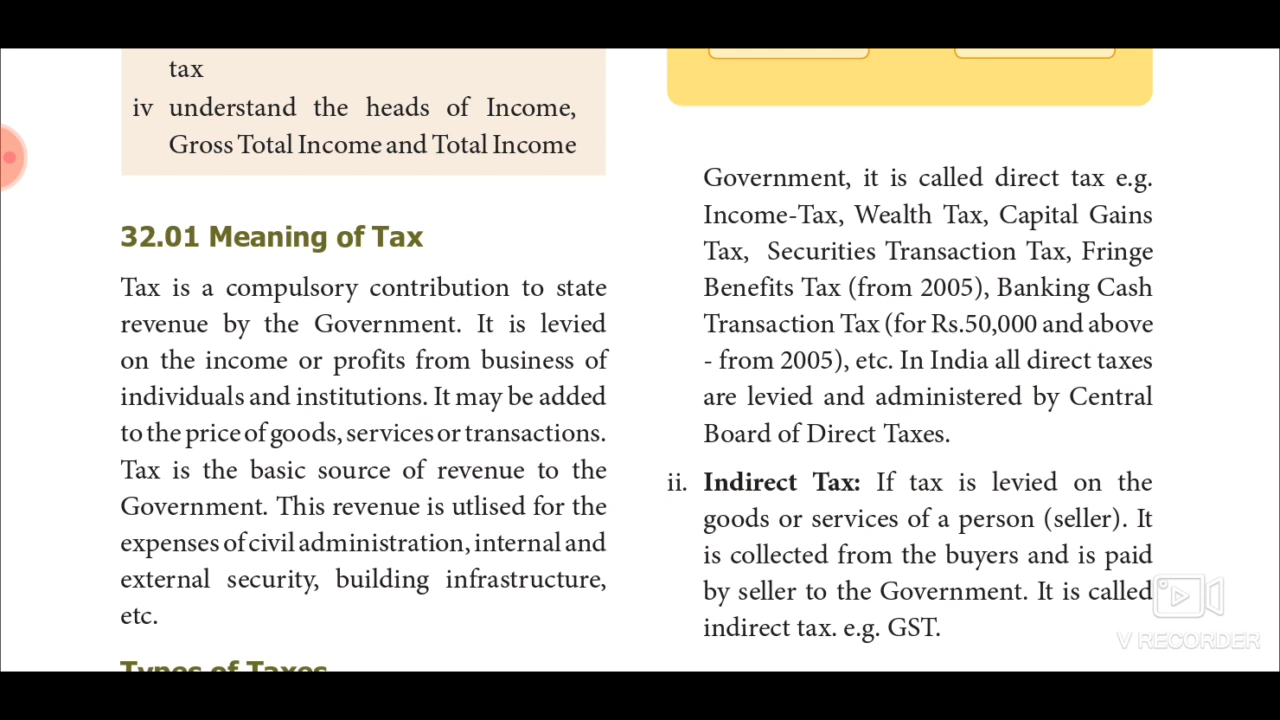 tax
iv understand the heads of Income,
Gross Total Income and Total Income
32.01 Meaning of Tax
Tax is a compulsory contribution to state
revenue by the Government. It is levied
on the income or profits from business of
individuals and institutions. It may be added
to the price of goods, services or transactions.
Tax is the basic source of revenue to the
Government. This revenue is utlised for the
expenses of civil administration, internal and
external security, building infrastructure,
etc.
Types of Taxes
Government, it is called direct tax e.g.
Income-Tax, Wealth Tax, Capital Gains
Tax, Securities Transaction Tax, Fringe
Benefits Tax (from 2005), Banking Cash
Transaction Tax (for Rs.50,000 and above
- from 2005), etc. In India all direct taxes
are levied and administered by Central
Board of Direct Taxes.
ii. Indirect Tax: If tax is levied on the
goods or services of a person (seller). It
is collected from the buyers and is paid
by seller to the Government. It is called
indirect tax. e.g. GST.
V RECORDER